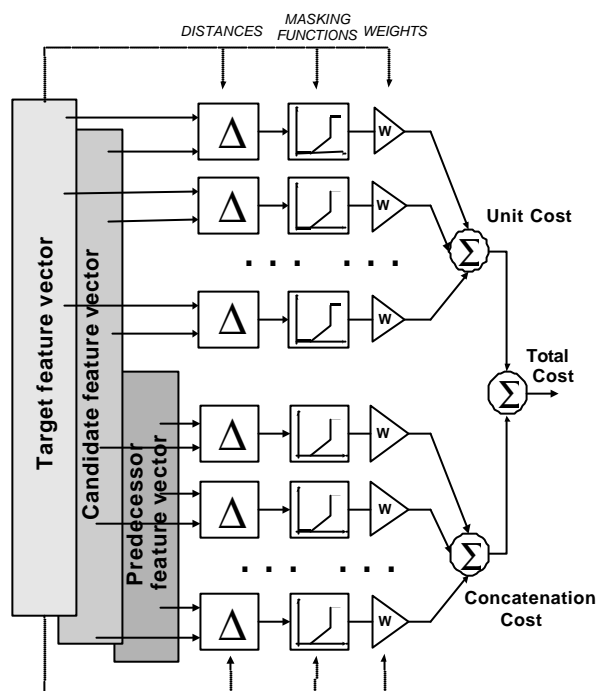 MASKING
DISTANCES FUNCTIONS WEIGHTS
Target feature vector
Candidate feature vector
Predecessor
feature vector
Δ W
Δ W
. . . . . .
Δ W
Unit Cost
Σ
Total
Cost
Σ
Δ W
Δ W
. . . . . .
Δ W
Σ
Concatenation
Cost